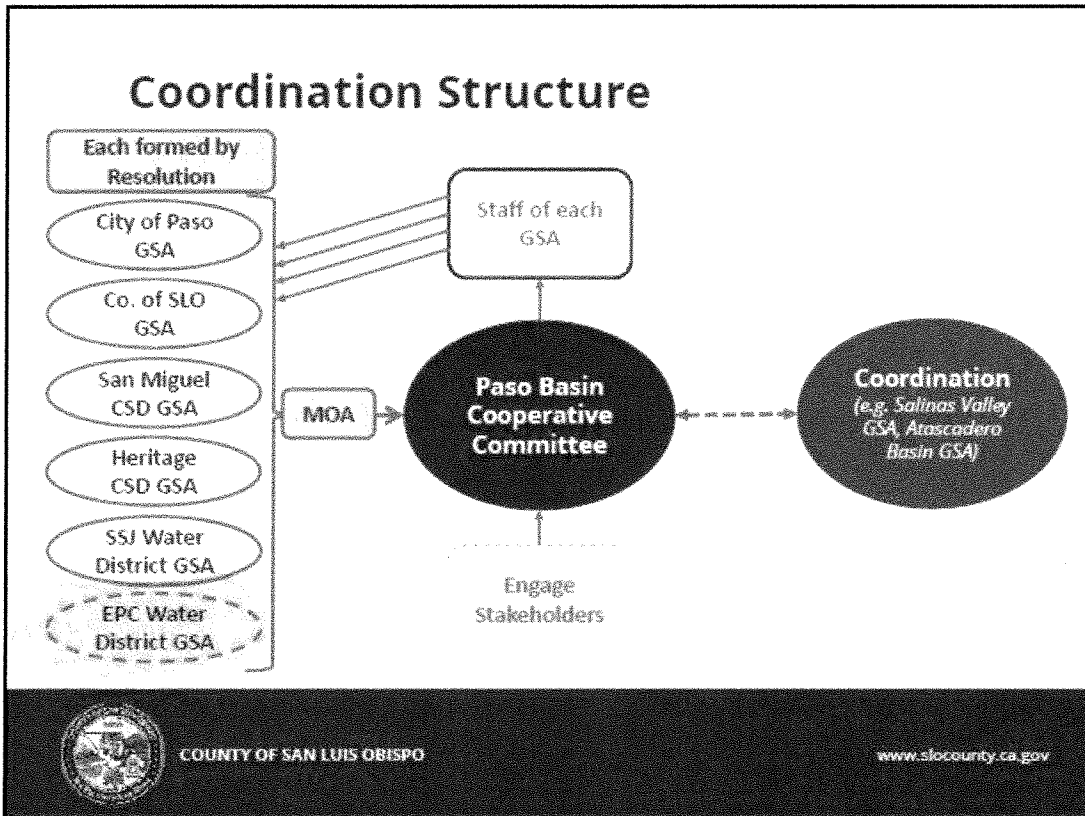 Coordination Structure
Each formed by
Resolution
City of Paso
GSA
Co. of SLO
GSA
San Miguel
CSD GSA
Heritage
CSD GSA
SSJ Water
District GSA
EPC Water
District GSA
MOA
Staff of each
GSA
Paso Basin
Cooperative
Committee
Engage
Stakeholders
Coordination
(e.g. Salinas Valley
GSA, Atascadero
Basin GSA)
COUNTY OF SAN LUIS OBISPO
www.slocounty.ca.gov